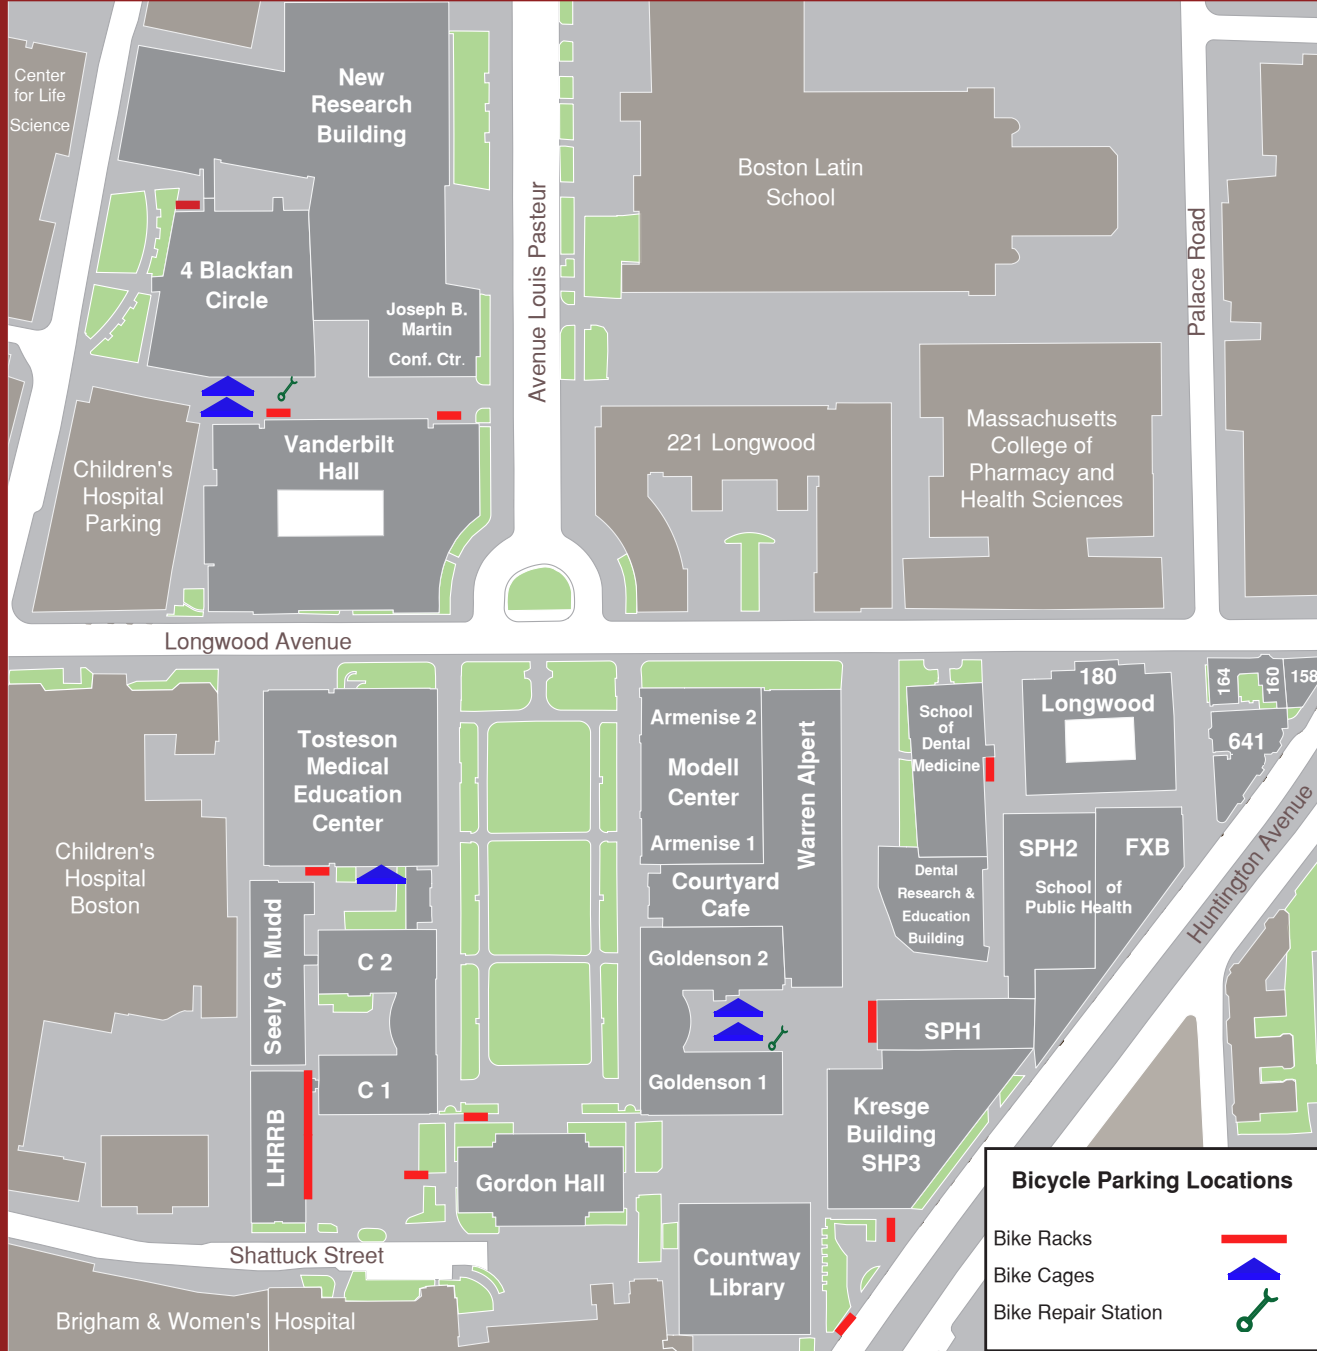 Center
for Life
Science
New
Research
Building
Boston Latin
School
Avenue Louis Pasteur
Palace Road
4 Blackfan
Circle
Joseph B.
Martin
Conf. Ctr.
Vanderbilt
Hall
Children's
Hospital
Parking
221 Longwood
Massachusetts
College of
Pharmacy and
Health Sciences
Longwood Avenue
Tosteson
Medical
Education
Center
Armenise 2
Modell
Center
Armenise 1
Warren Alpert
School
of
Dental
Medicine
180
Longwood
164
160
158
641
Huntington Avenue
Children's
Hospital
Boston
Seely G. Mudd
C 2
C 1
LHRRB
Courtyard
Cafe
Goldenson 2
Goldenson 1
Dental
Research &
Education
Building
SPH2
FXB
School of
Public Health
SPH1
Kresge
Building
SHP3
Gordon Hall
Countway
Library
Shattuck Street
Brigham & Women's Hospital
Bicycle Parking Locations
Bike Racks
Bike Cages
Bike Repair Station